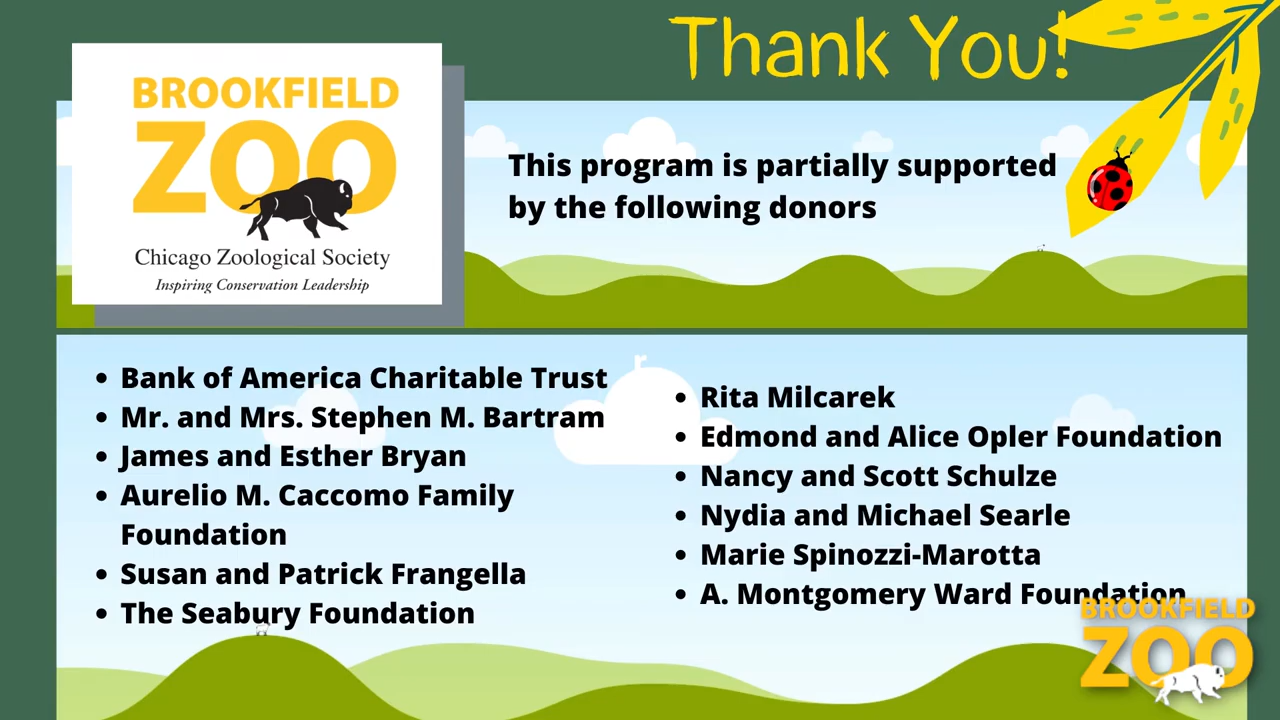 Thank You!
BROOKFIELD
ZOO
Chicago Zoological Society
Inspiring Conservation Leadership
This program is partially supported
by the following donors
• Bank of America Charitable Trust
• Mr. and Mrs. Stephen M. Bartram
• James and Esther Bryan
• Aurelio M. Caccomo Family
Foundation
• Susan and Patrick Frangella
• The Seabury Foundation
• Rita Milcarek
• Edmond and Alice Opler Foundation
• Nancy and Scott Schulze
• Nydia and Michael Searle
• Marie Spinozzi-Marotta
• A. Montgomery Ward Foundation
BROOKFIELD
ZOO